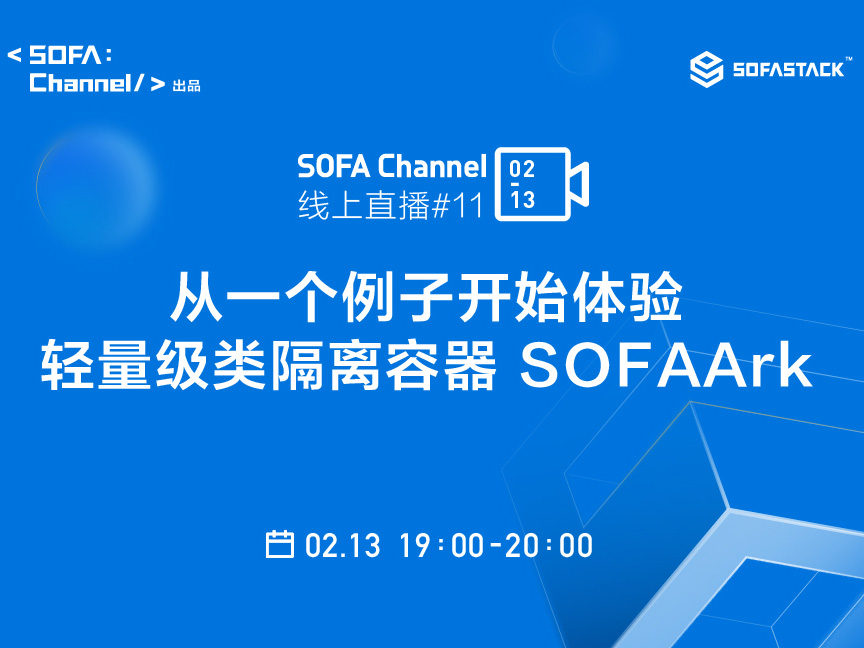 <SOFA:
Channel/> 出品
SOFASTACK™
SOFA Channel
线上直播#11
02
-
13
从一个例子开始体验
轻量级类隔离容器 SOFAArk
02.13 19:00-20:00